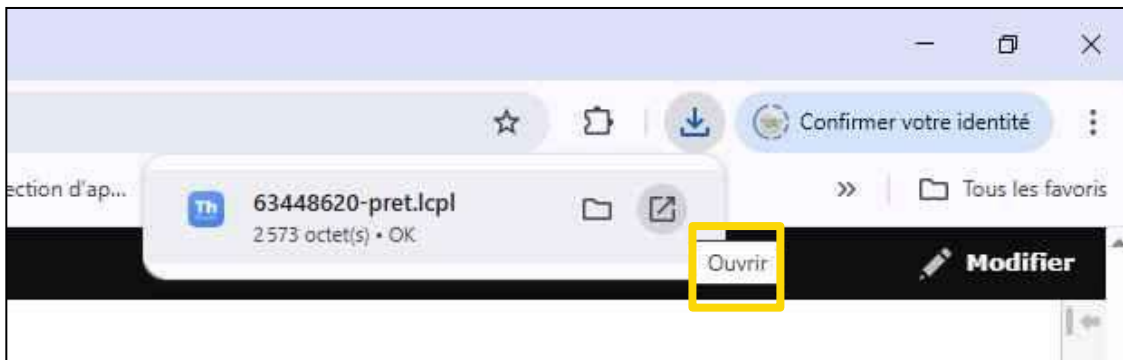 Confirmer votre identité
ection d'ap...
» Tous les favoris
Th 63448620-pret.lcpl
2 573 octet(s) • OK
Ouvrir
Modifier